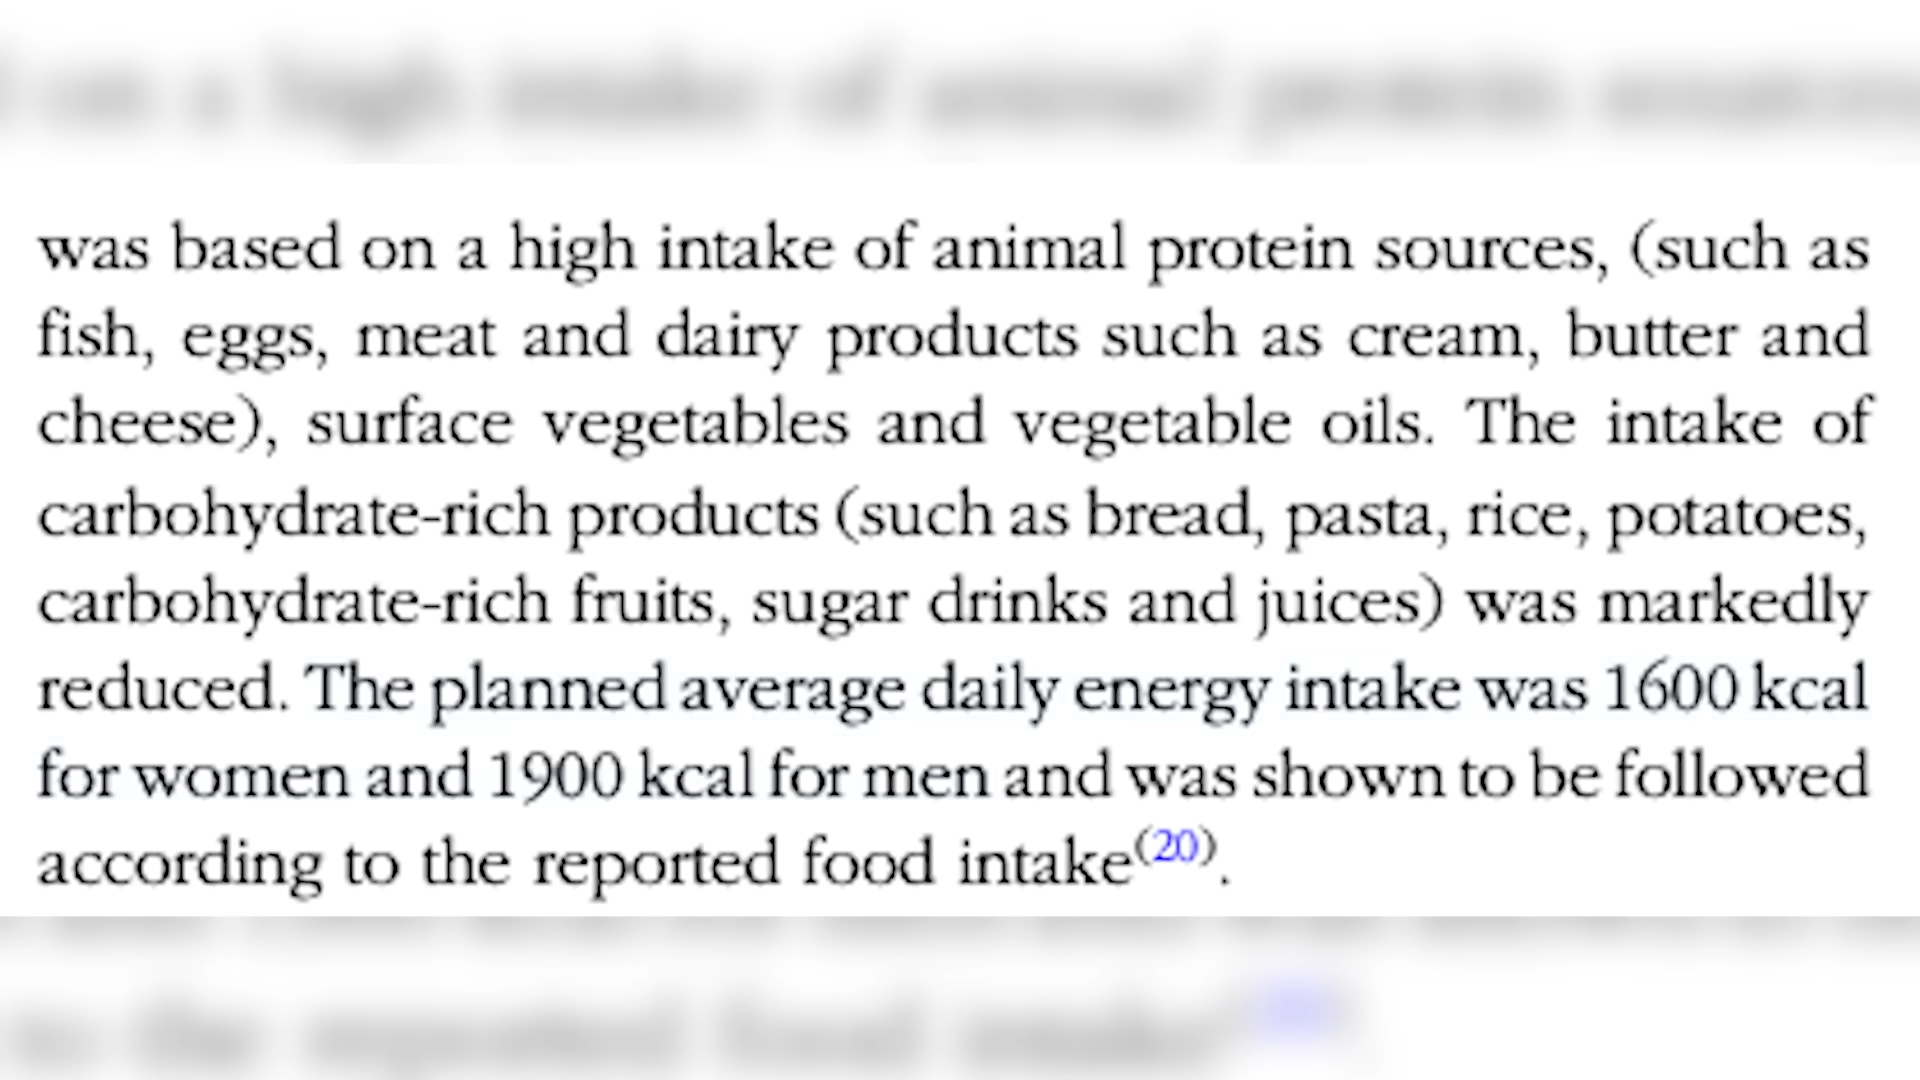 was based on a high intake of animal protein sources, (such as
fish, eggs, meat and dairy products such as cream, butter and
cheese), surface vegetables and vegetable oils. The intake of
carbohydrate-rich products (such as bread, pasta, rice, potatoes,
carbohydrate-rich fruits, sugar drinks and juices) was markedly
reduced. The planned average daily energy intake was 1600 kcal
for women and 1900 kcal for men and was shown to be followed
according to the reported food intake(20).